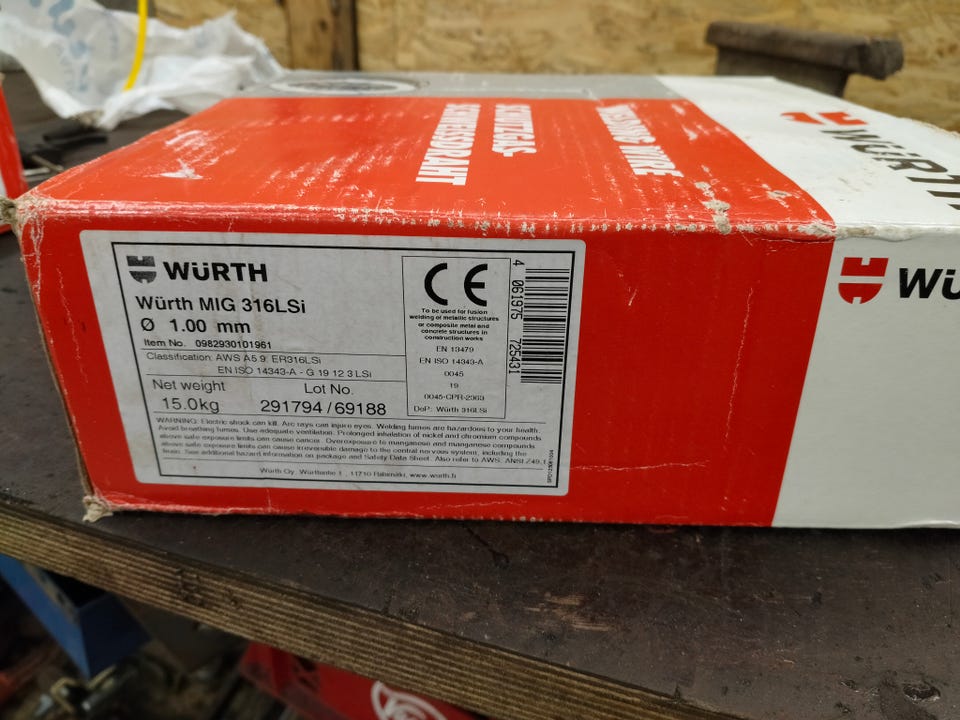 SCHUTZGAS-
SCHWEISSDRAHT
WELDING WIRE
WÜRTH
WÜRTH
Würth MIG 316LSi
Ø 1.00 mm
Item No. 0982930101961
Classification: AWS A5.9: ER316LSi
EN ISO 14343-A - G 19 12 3 LSi
Net weight Lot No.
15.0kg 291794/69188
CE
To be used for fusion
welding of metallic structures
or composite metal and
concrete structures in
construction works
EN 13479
EN ISO 14343-A
0045
19
0045-CPR-2363
DoP: Würth 316LSi
4 061975 725431
WARNING: Electric shock can kill. Arc rays can injure eyes. Welding fumes are hazardous to your health.
Avoid breathing fumes. Use adequate ventilation. Prolonged inhalation of nickel and chromium compounds
above safe exposure limits can cause cancer. Overexposure to manganese and manganese compounds
above safe exposure limits can cause irreversible damage to the central nervous system, including the
brain. See additional hazard information on package and Safety Data Sheet. Also refer to AWS, ANSI Z49.1
Würth Oy, Würthintie 1, 11710 Riihimäki, www.wurth.fi
WÜ